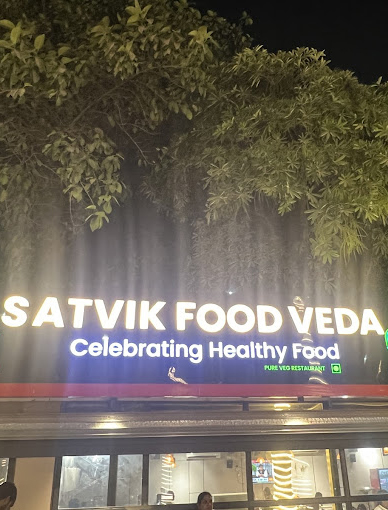 SATVIK FOOD VEDA
Celebrating Healthy Food
PURE VEG RESTAURANT